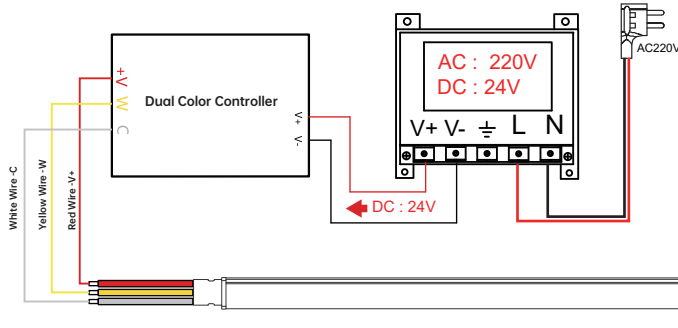 AC220V
AC : 220V
DC : 24V
V+ V- L N
+V
W
C
Dual Color Controller
V+
V-
DC : 24V
White Wire -C
Yellow Wire -W
Red Wire -V+